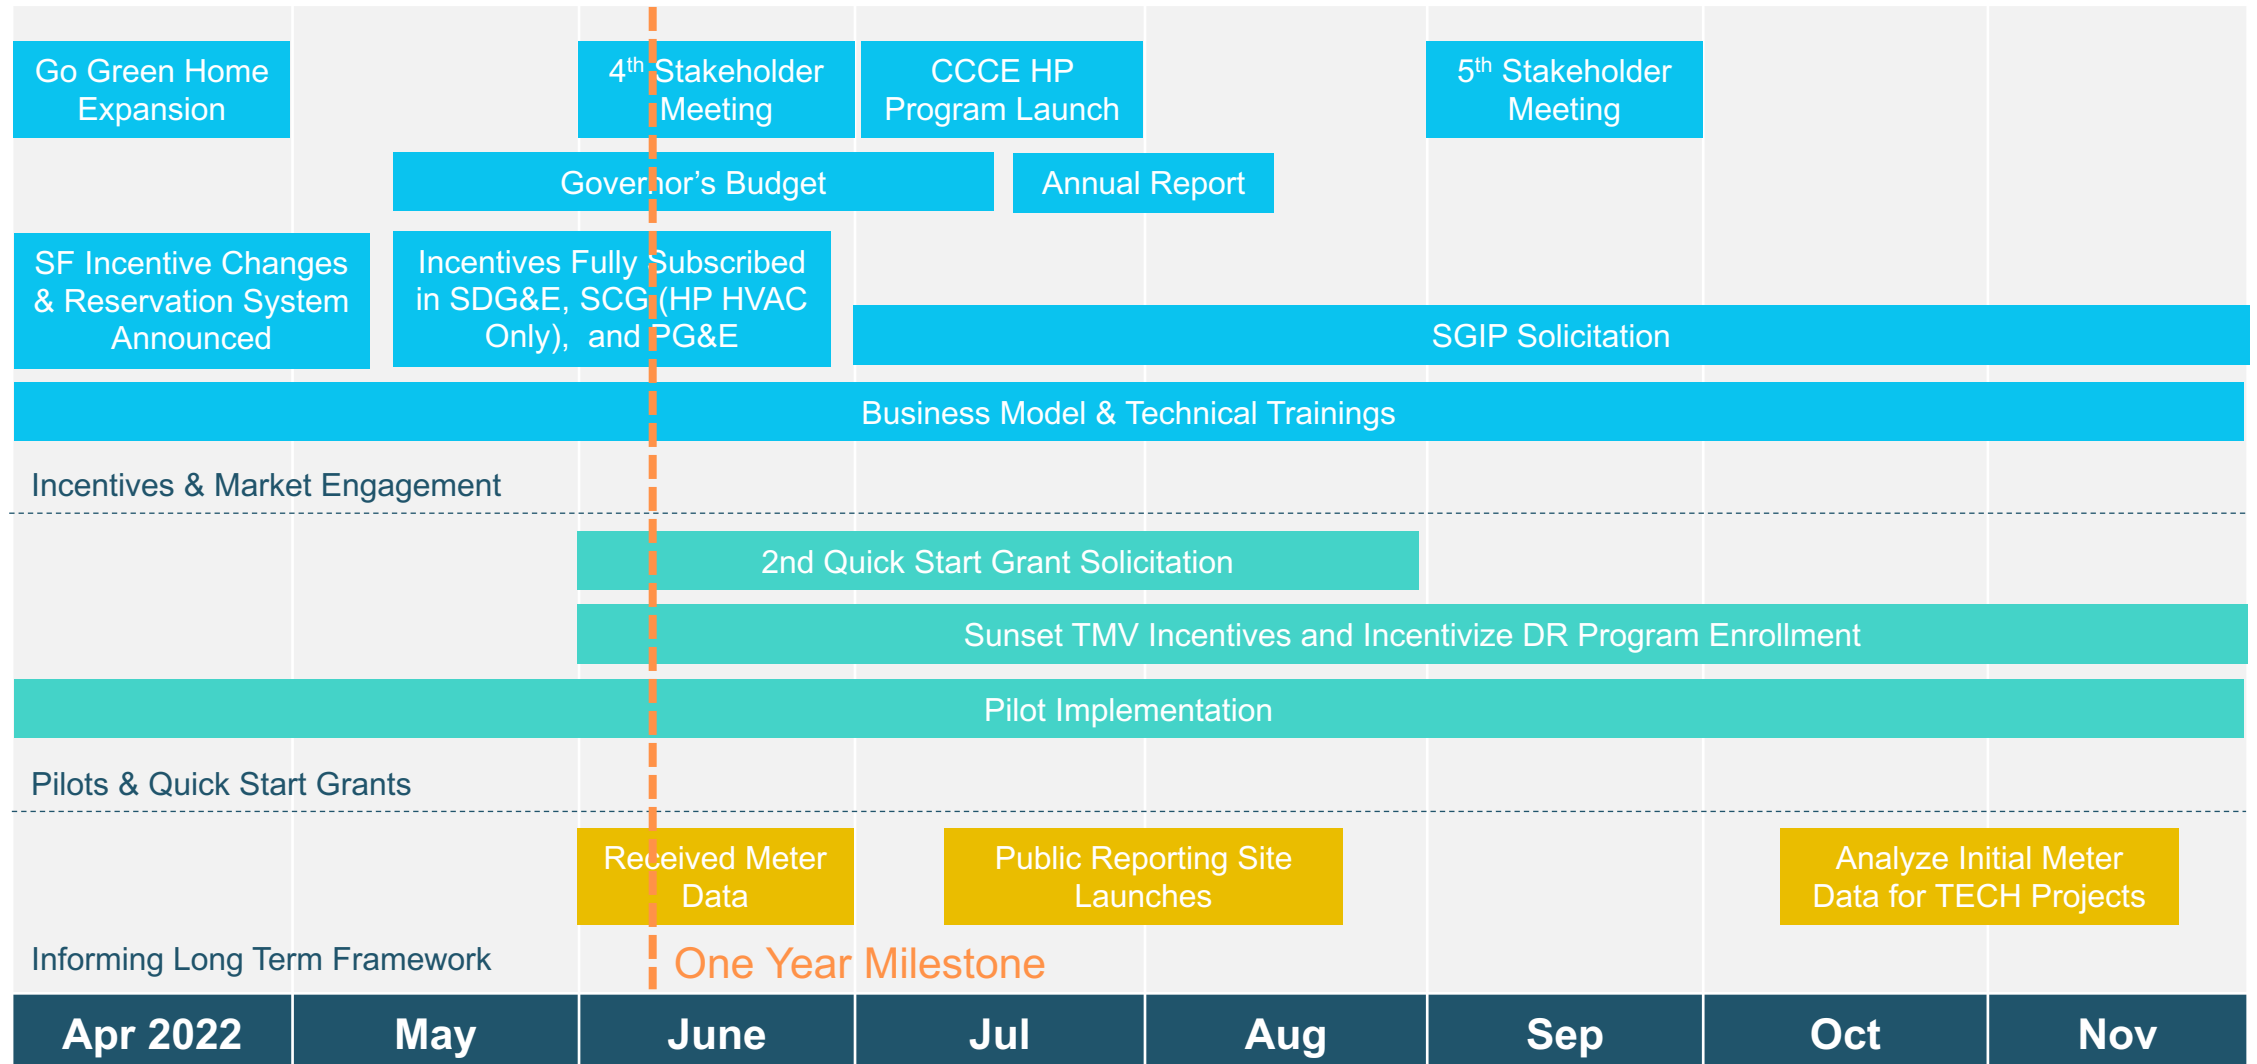 Go Green Home
Expansion
4th Stakeholder
Meeting
CCCE HP
Program Launch
5th Stakeholder
Meeting
Governor’s Budget
Annual Report
SF Incentive Changes
& Reservation System
Announced
Incentives Fully Subscribed
in SDG&E, SCG (HP HVAC
Only),  and PG&E
SGIP Solicitation
Business Model & Technical Trainings
Incentives & Market Engagement
2nd Quick Start Grant Solicitation
Sunset TMV Incentives and Incentivize DR Program Enrollment
Pilot Implementation
Pilots & Quick Start Grants
Received Meter
Data
Public Reporting Site
Launches
Analyze Initial Meter
Data for TECH Projects
Informing Long Term Framework
One Year Milestone
Apr 2022
May
June
Jul
Aug
Sep
Oct
Nov